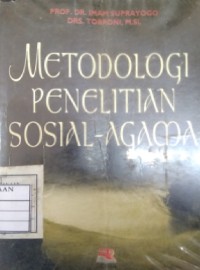 PROF. DR. IMAM SUPRAYOGO
DRS. TOBRONI, M.SI.
METODOLOGI
PENELITIAN
SOSIAL-AGAMA